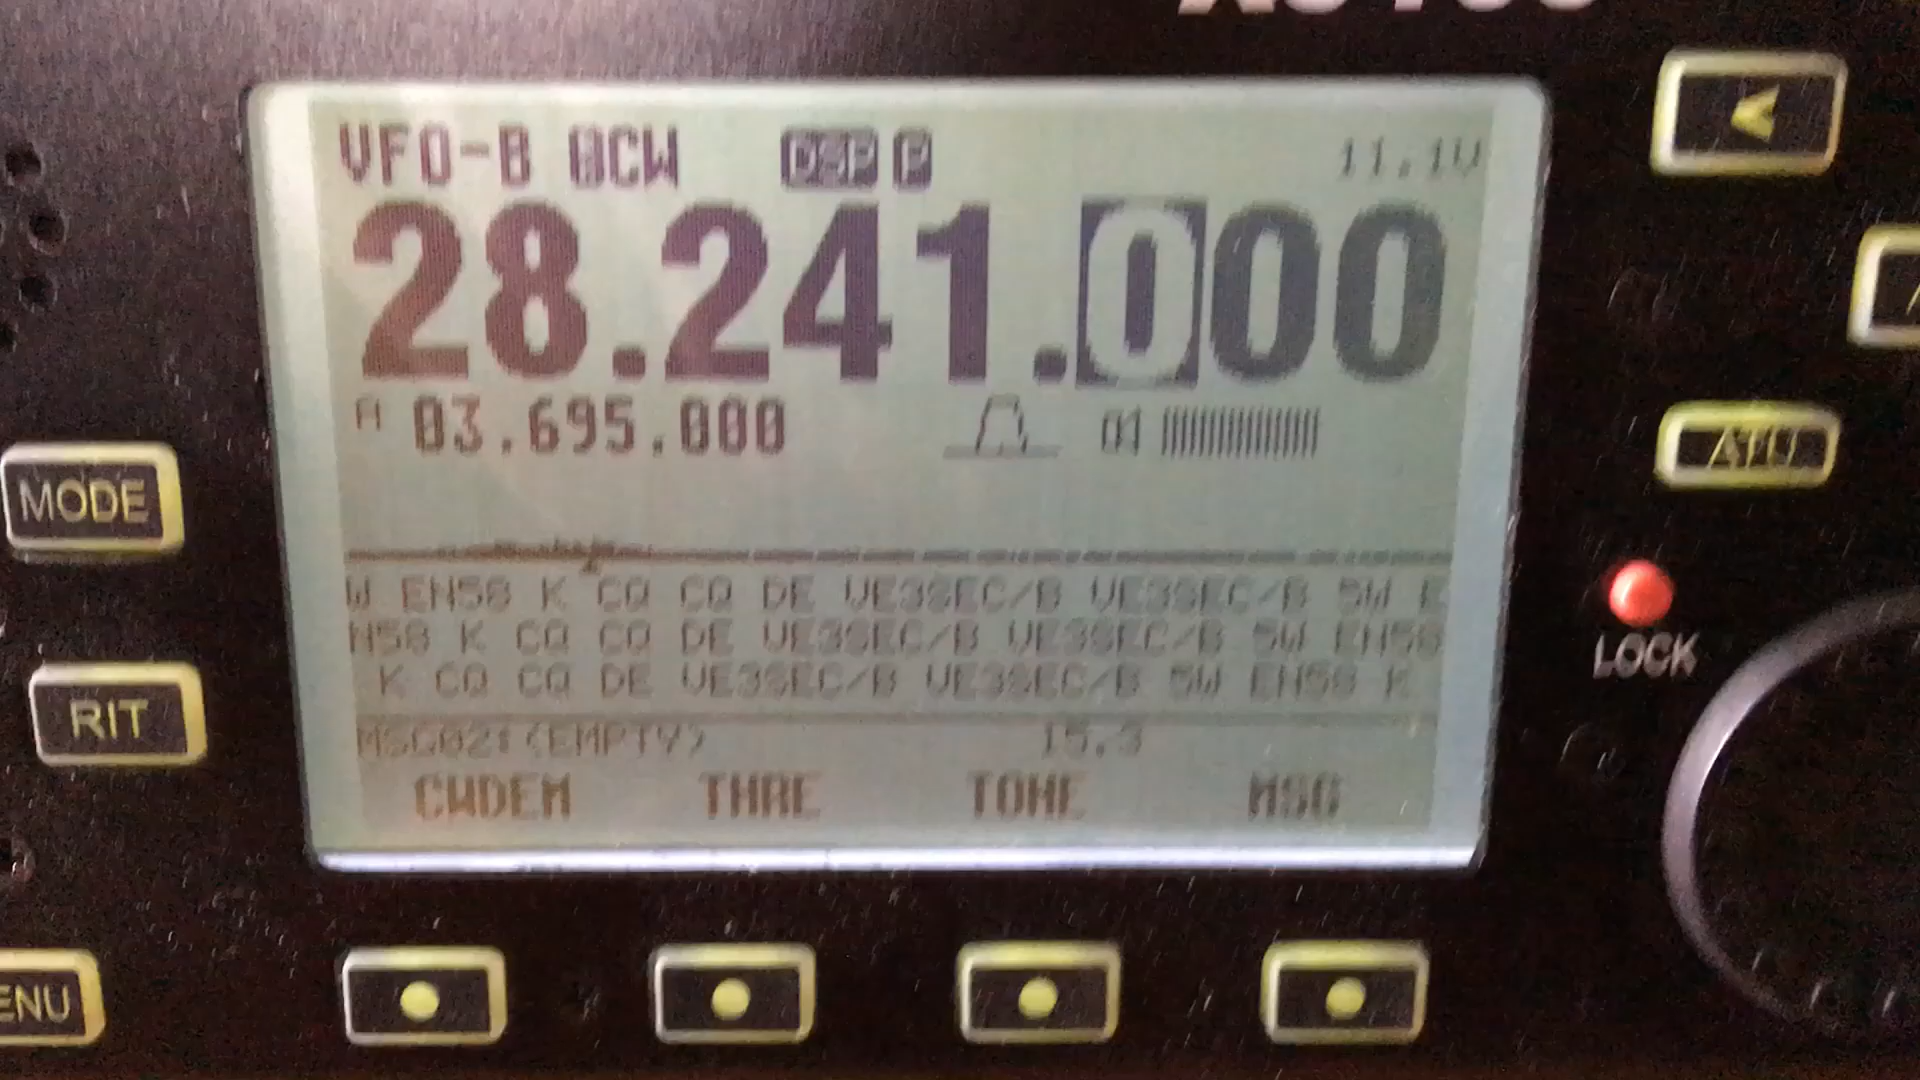 VFO-B CW DSP P 11.1V
28.241.000
A 03.695.000 01
W EN58 K CQ CQ DE VE3SEC/B VE3SEC/B 5W E
N58 K CQ CQ DE VE3SEC/B VE3SEC/B 5W EN58
K CQ CQ DE VE3SEC/B VE3SEC/B 5W EN58 K
MSG02:(EMPTY) 15.3
CWDEM THRE TONE MSG
MODE
RIT
ENU
<
ATU
LOCK